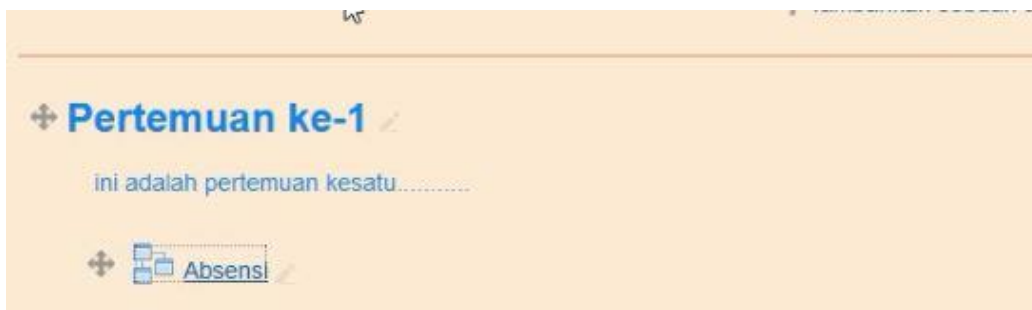 Pertemuan ke-1
ini adalah pertemuan kesatu...........
Absensi